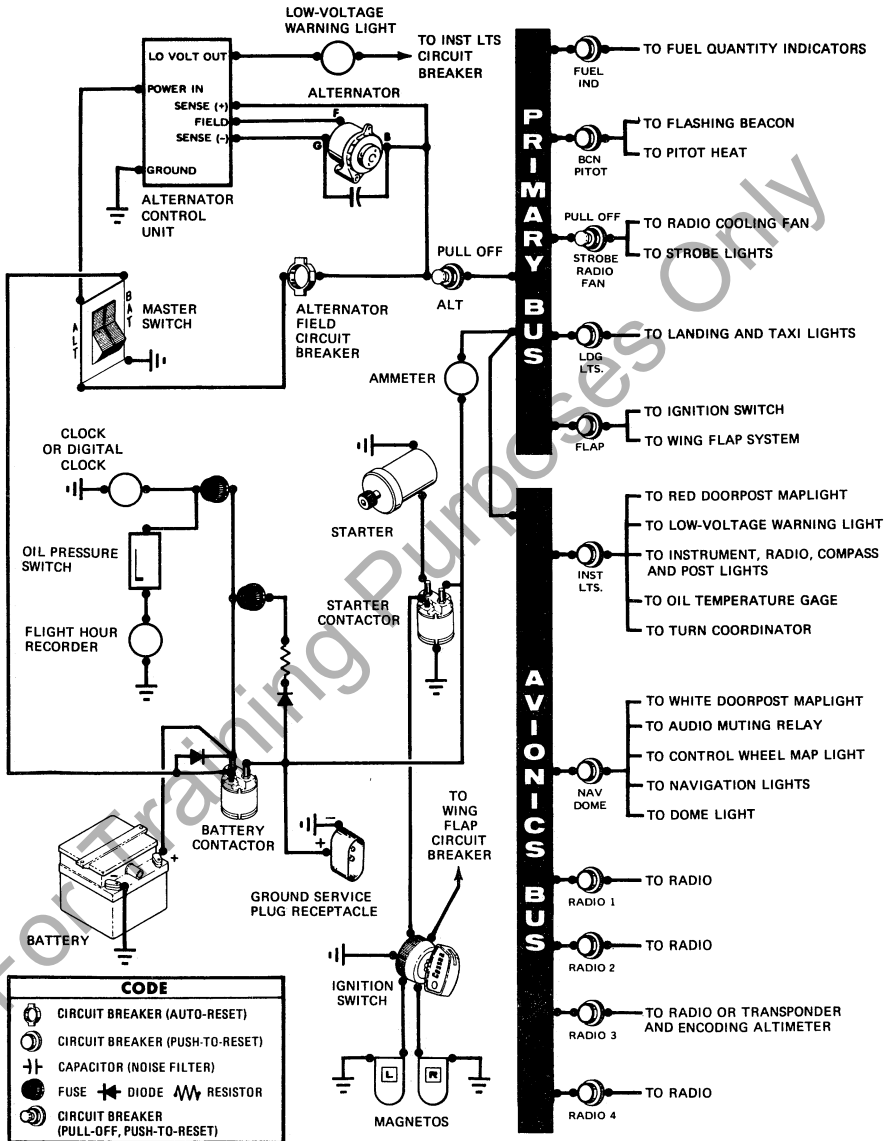 LOW-VOLTAGE
WARNING LIGHT
TO INST LTS
CIRCUIT
BREAKER
LO VOLT OUT
POWER IN
SENSE (+)
FIELD
SENSE (-)
GROUND
ALTERNATOR
CONTROL
UNIT
ALTERNATOR
F
G
B
C
PULL OFF
ALT
ALTERNATOR
FIELD
CIRCUIT
BREAKER
BAT
ALT
MASTER
SWITCH
AMMETER
CLOCK
OR DIGITAL
CLOCK
OIL PRESSURE
SWITCH
FLIGHT HOUR
RECORDER
STARTER
STARTER
CONTACTOR
BATTERY
CONTACTOR
+
BATTERY
−
+
GROUND SERVICE
PLUG RECEPTACLE
TO
WING
FLAP
CIRCUIT
BREAKER
IGNITION
SWITCH
Cessna
L
R
MAGNETOS
PRIMARY BUS
FUEL
IND
TO FUEL QUANTITY INDICATORS
BCN
PITOT
TO FLASHING BEACON
TO PITOT HEAT
PULL OFF
STROBE
RADIO
FAN
TO RADIO COOLING FAN
TO STROBE LIGHTS
LDG
LTS.
TO LANDING AND TAXI LIGHTS
FLAP
TO IGNITION SWITCH
TO WING FLAP SYSTEM
AVIONICS BUS
INST
LTS.
TO RED DOORPOST MAPLIGHT
TO LOW-VOLTAGE WARNING LIGHT
TO INSTRUMENT, RADIO, COMPASS
AND POST LIGHTS
TO OIL TEMPERATURE GAGE
TO TURN COORDINATOR
NAV
DOME
TO WHITE DOORPOST MAPLIGHT
TO AUDIO MUTING RELAY
TO CONTROL WHEEL MAP LIGHT
TO NAVIGATION LIGHTS
TO DOME LIGHT
RADIO 1
TO RADIO
RADIO 2
TO RADIO
RADIO 3
TO RADIO OR TRANSPONDER
AND ENCODING ALTIMETER
RADIO 4
TO RADIO
CODE
CIRCUIT BREAKER (AUTO-RESET)
CIRCUIT BREAKER (PUSH-TO-RESET)
CAPACITOR (NOISE FILTER)
FUSE DIODE RESISTOR
CIRCUIT BREAKER
(PULL-OFF, PUSH-TO-RESET)
For Training Purposes Only